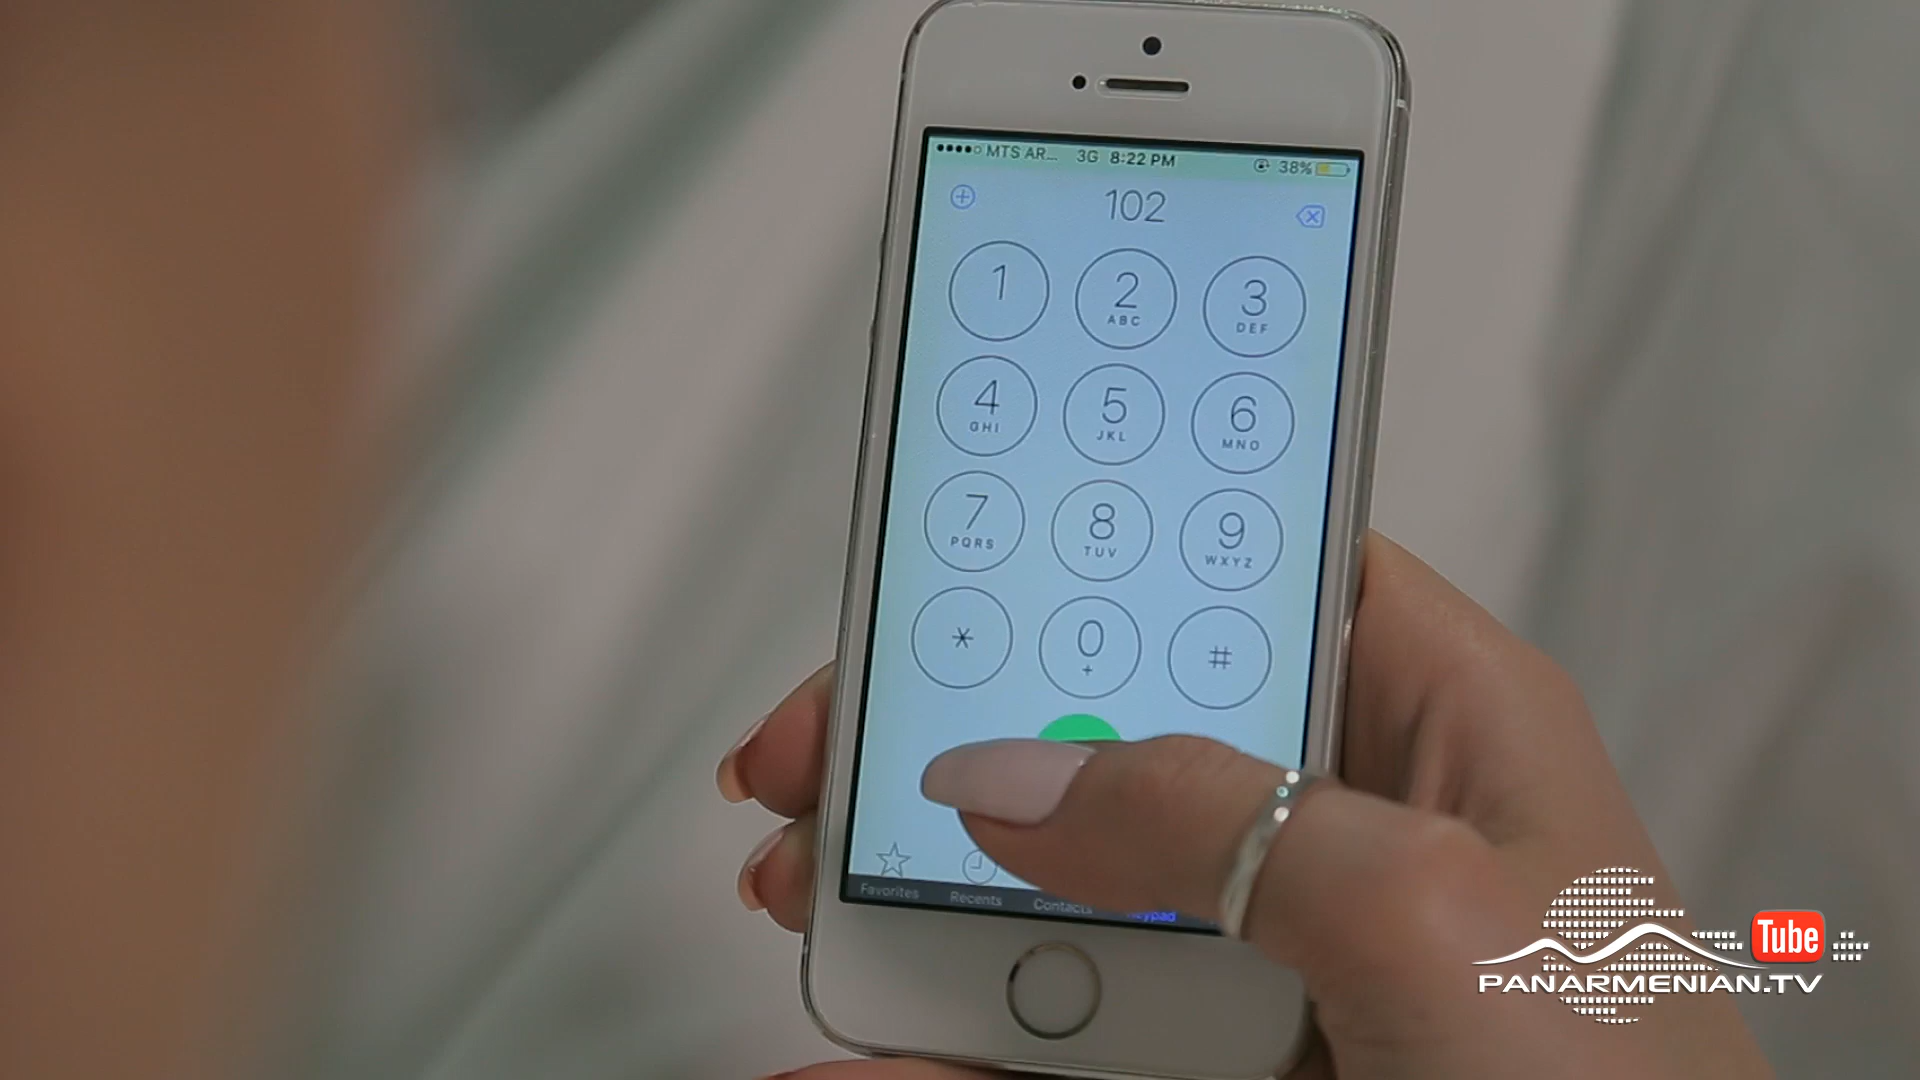 MTS AR... 3G 8:22 PM 38%
102
1 2 3
ABC DEF
4 5 6
GHI JKL MNO
7 8 9
PQRS TUV WXYZ
* 0 #
+
Favorites Recents Contacts Keypad
Tube
PANARMENIAN.TV